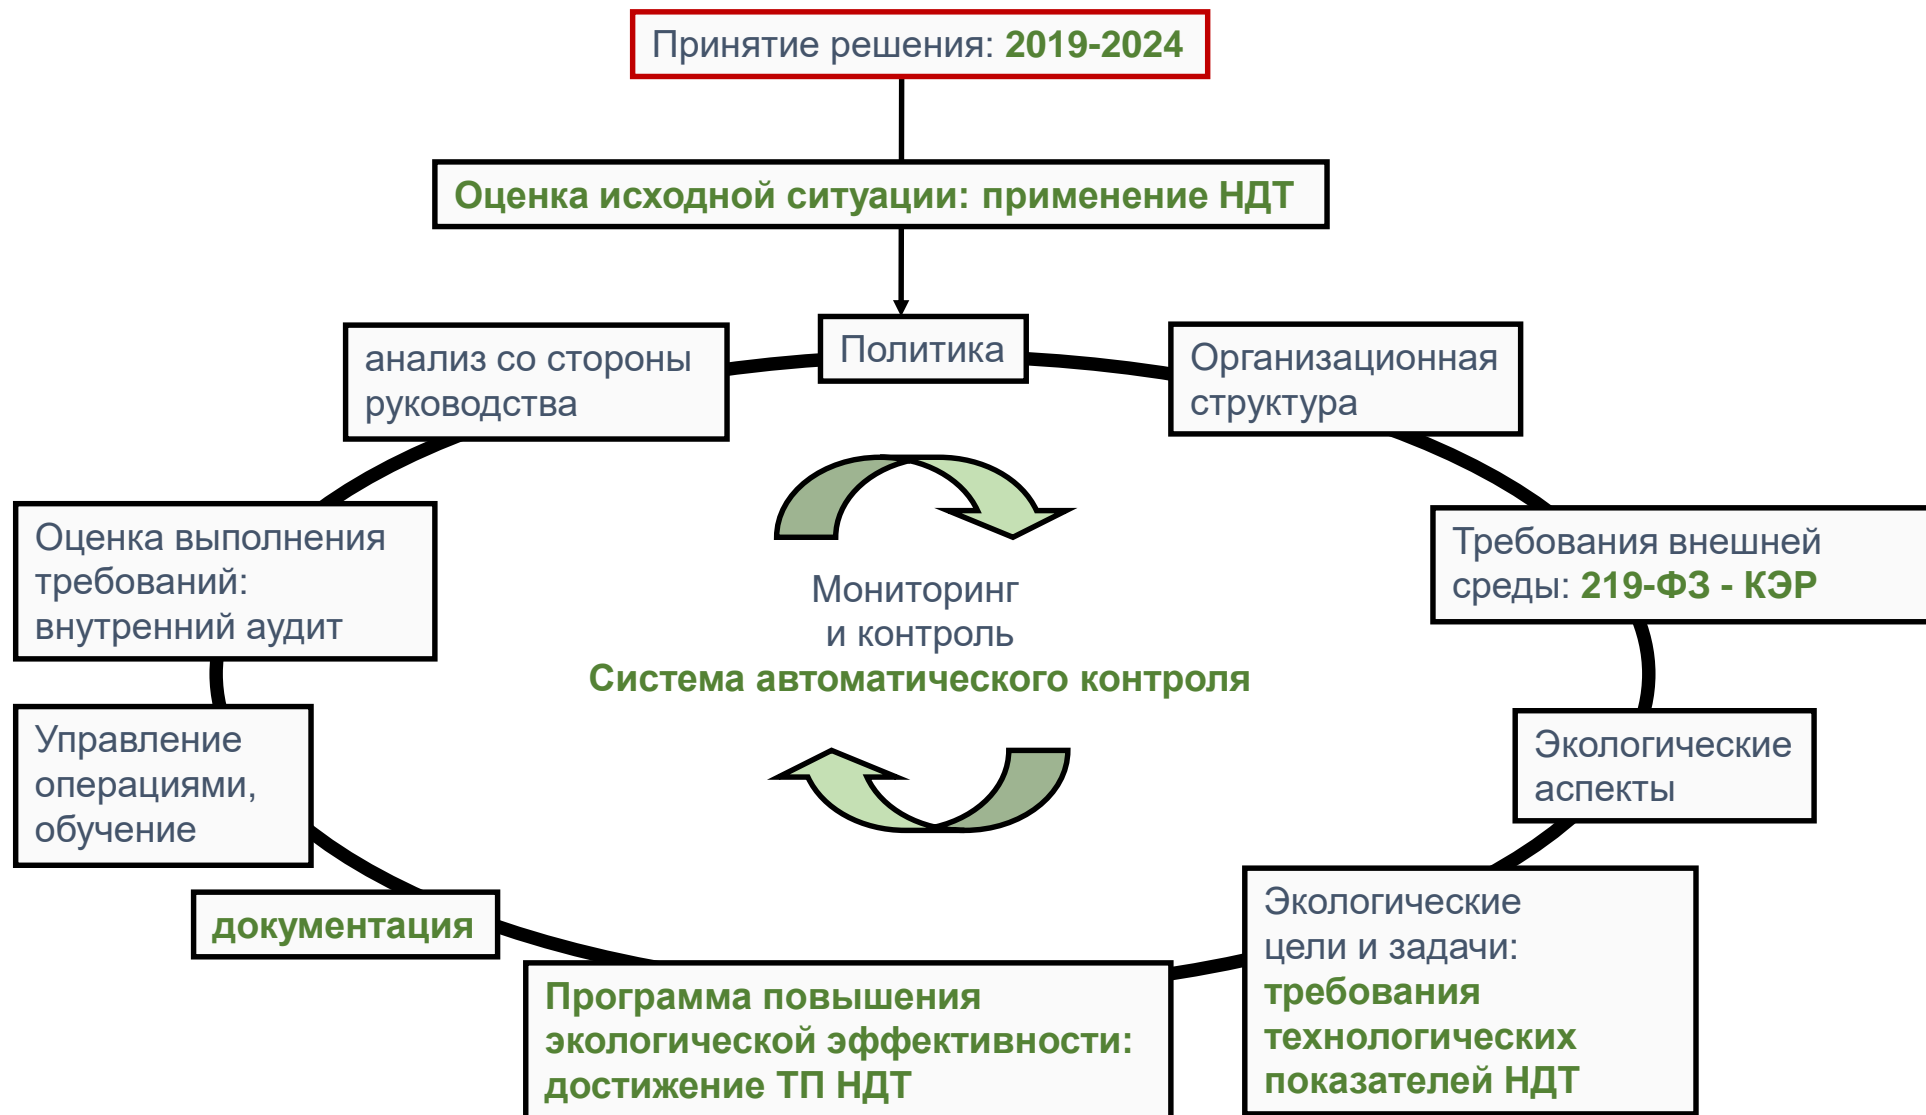 Принятие решения: 2019-2024
Оценка исходной ситуации: применение НДТ
Политика
анализ со стороны
руководства
Организационная
структура
Оценка выполнения
требований:
внутренний аудит
Требования внешней
среды: 219-ФЗ - КЭР
Мониторинг
и контроль
Система автоматического контроля
Управление
операциями,
обучение
Экологические
аспекты
документация
Экологические
цели и задачи:
требования
технологических
показателей НДТ
Программа повышения
экологической эффективности:
достижение ТП НДТ